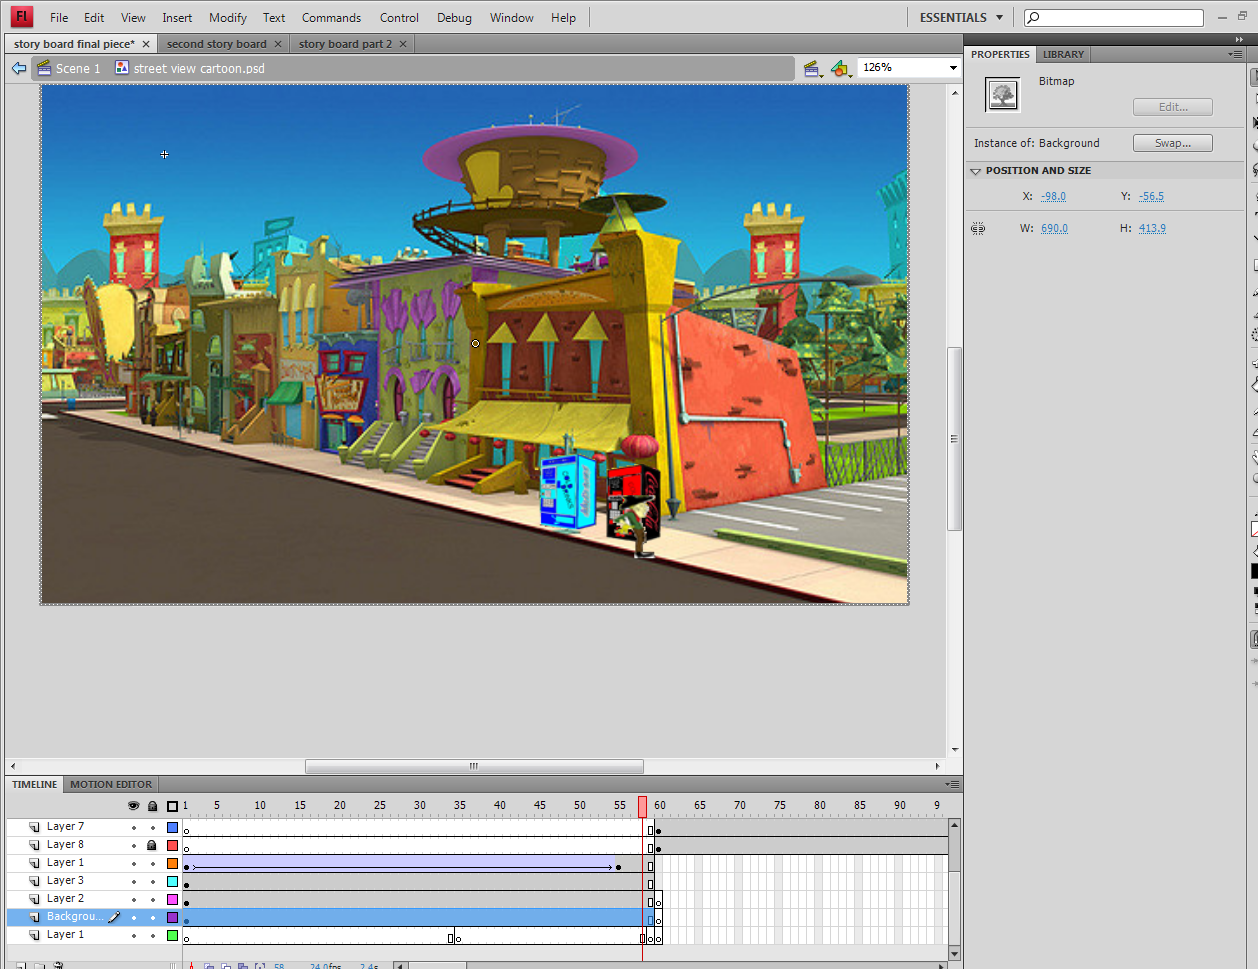 Fl File Edit View Insert Modify Text Commands Control Debug Window Help ESSENTIALS
story board final piece* × second story board × story board part 2 ×
Scene 1 street view cartoon.psd 126%
PROPERTIES LIBRARY
Bitmap
Edit...
Instance of: Background Swap...
POSITION AND SIZE
X: -98.0 Y: -56.5
W: 690.0 H: 413.9
TIMELINE MOTION EDITOR
1 5 10 15 20 25 30 35 40 45 50 55 60 65 70 75 80 85 90 9
Layer 7
Layer 8
Layer 1
Layer 3
Layer 2
Backgrou...
Layer 1
58 24.0fps 2.4s